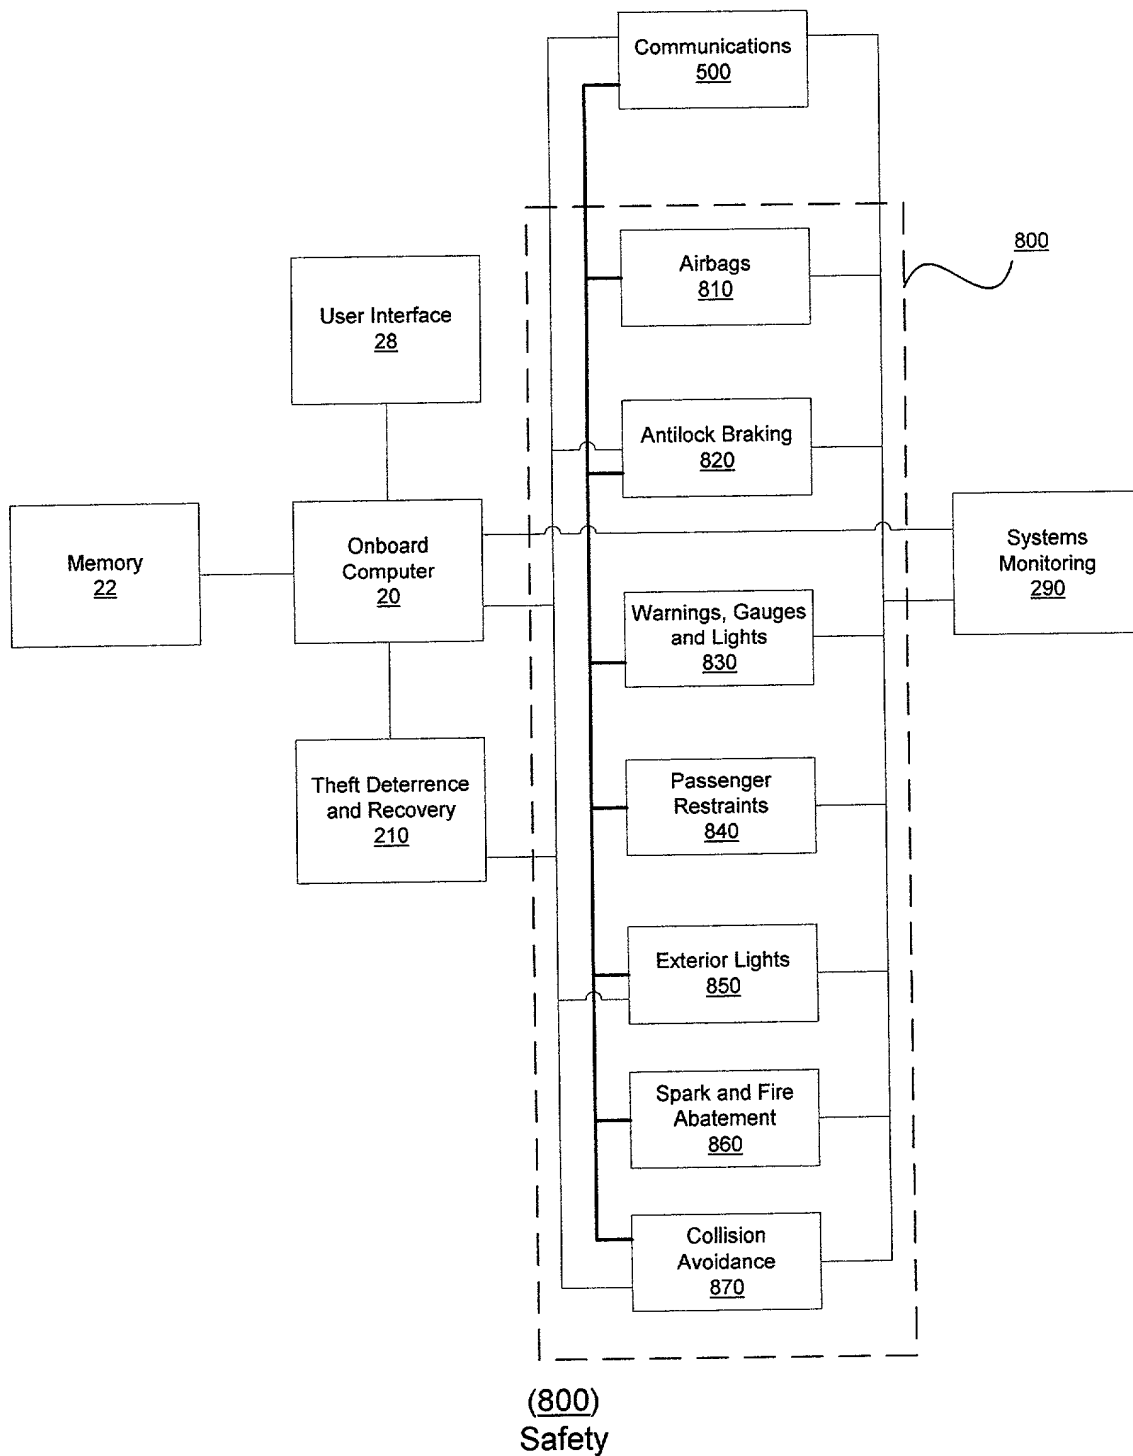 Communications
500
800
Airbags
810
User Interface
28
Antilock Braking
820
Memory
22
Onboard
Computer
20
Systems
Monitoring
290
Warnings, Gauges
and Lights
830
Theft Deterrence
and Recovery
210
Passenger
Restraints
840
Exterior Lights
850
Spark and Fire
Abatement
860
Collision
Avoidance
870
(800)
Safety